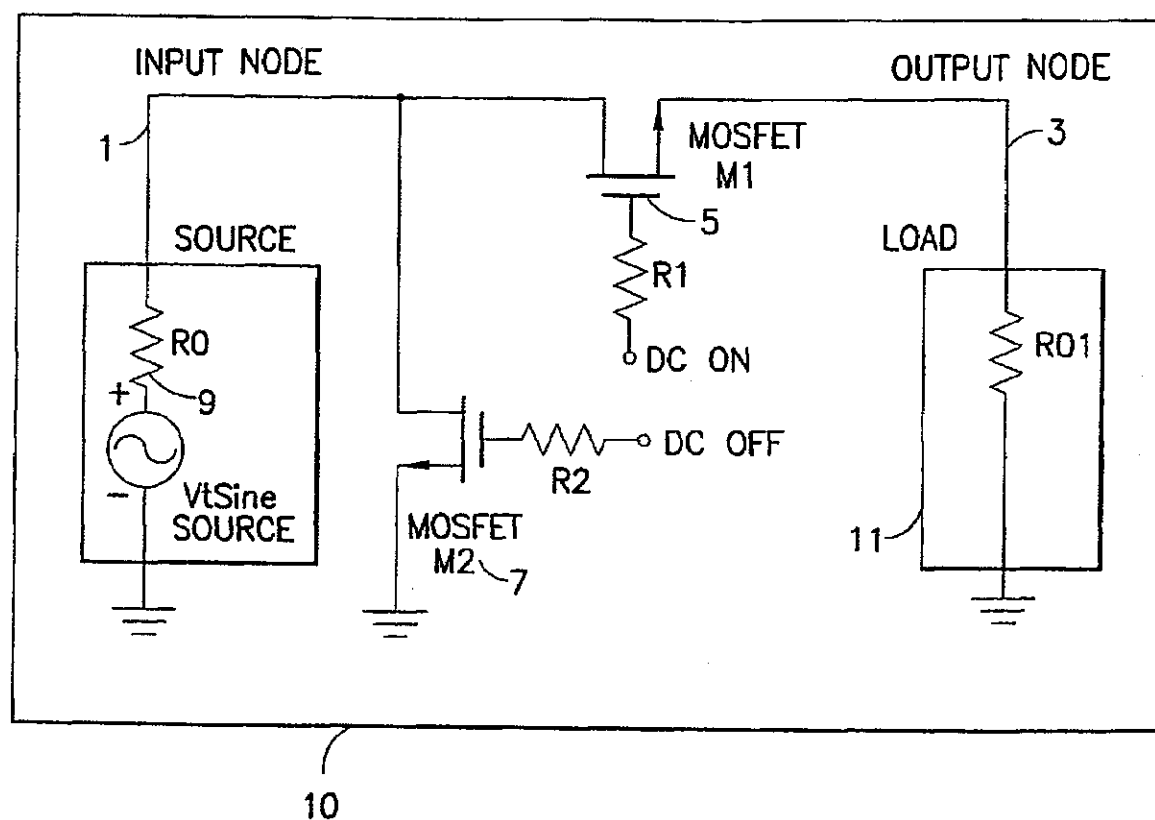 INPUT NODE
OUTPUT NODE
1
3
MOSFET
M1
5
SOURCE
LOAD
R1
R0
R01
+
9
DC ON
DC OFF
R2
-
VtSine
SOURCE
MOSFET
M2
7
11
10